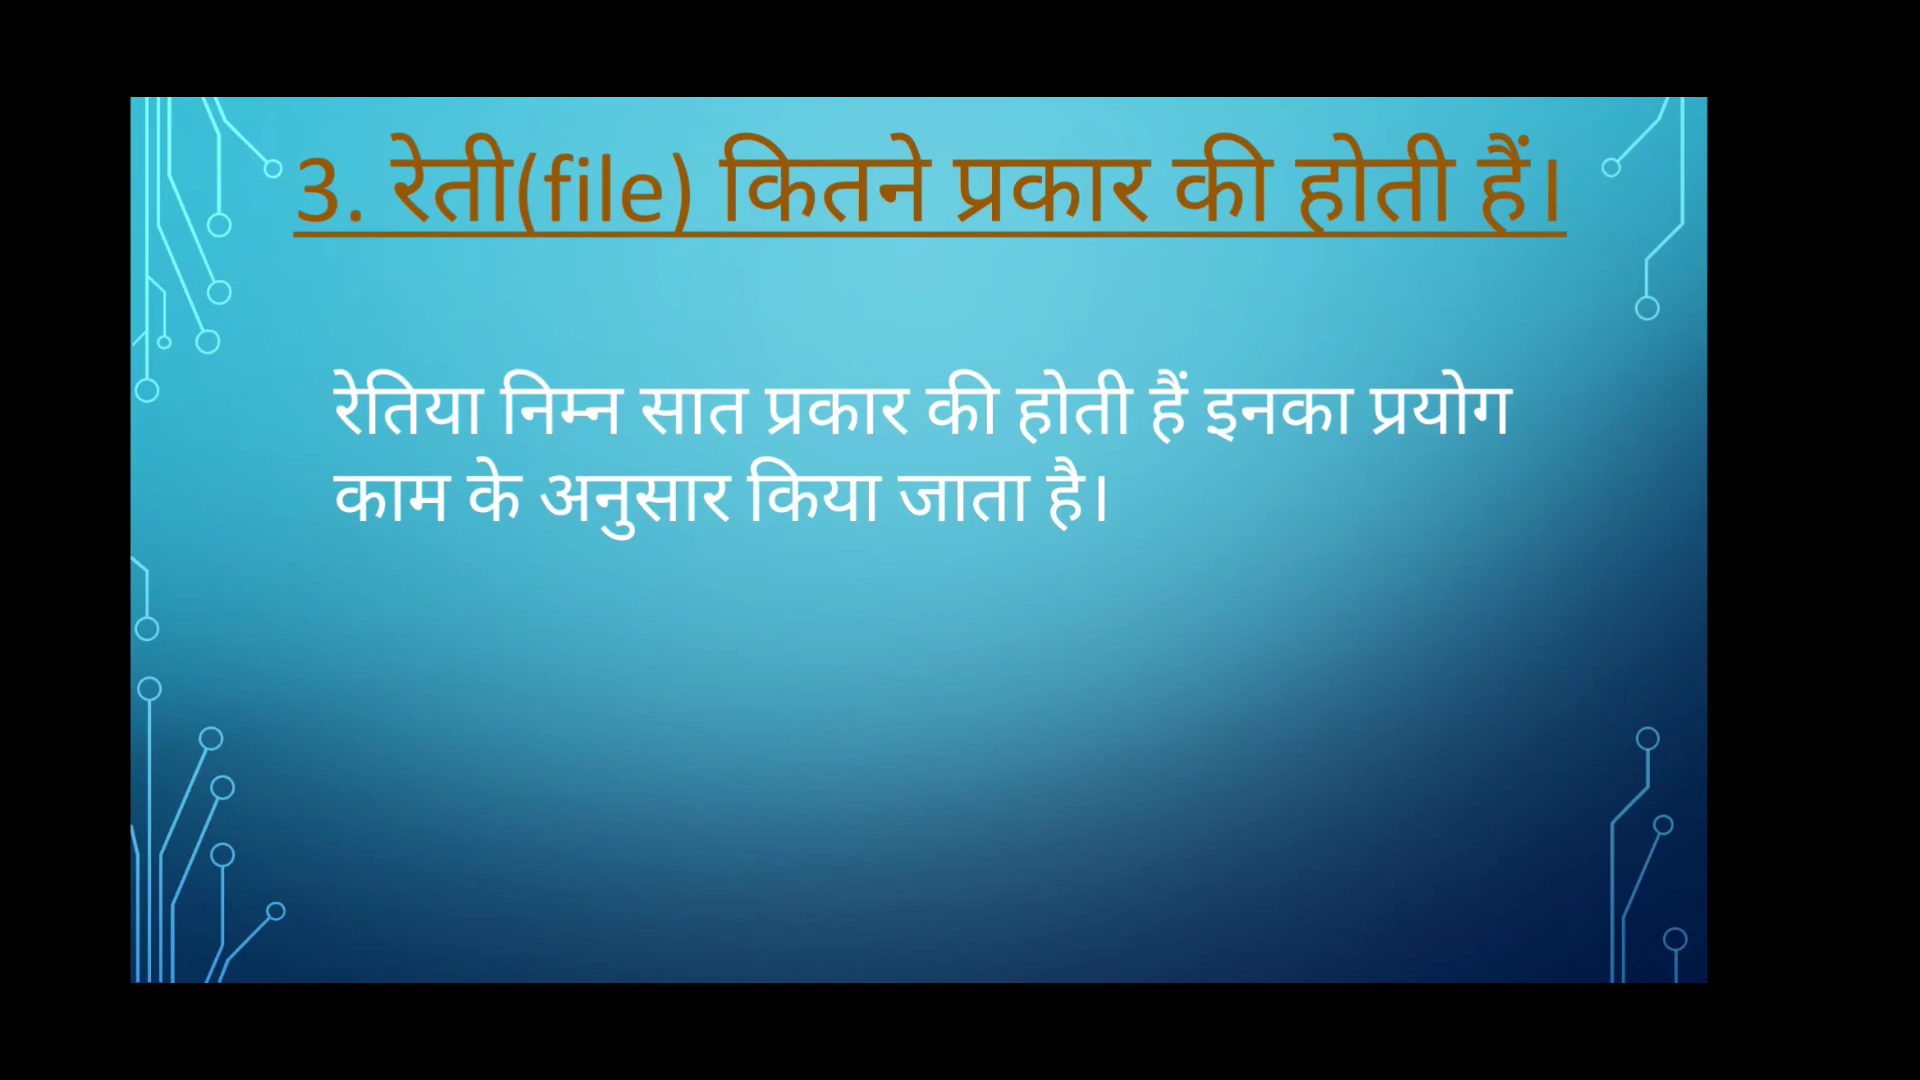 3. रेती(file) कितने प्रकार की होती हैं।
रेतिया निम्न सात प्रकार की होती हैं इनका प्रयोग
काम के अनुसार किया जाता है।